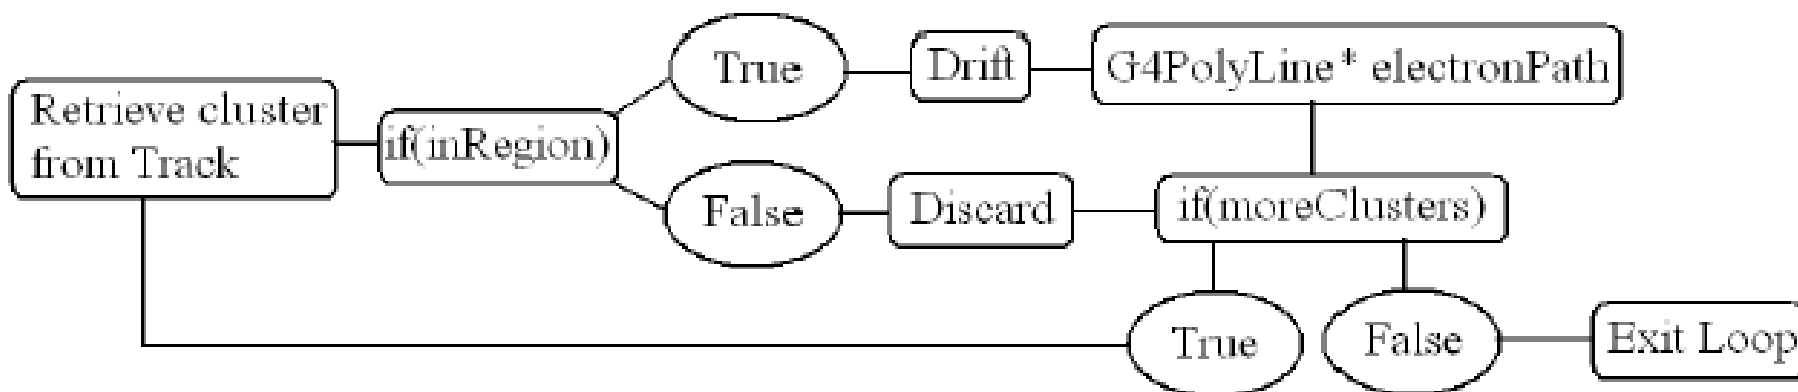 Retrieve cluster
from Track
if(inRegion)
True
Drift
G4PolyLine* electronPath
False
Discard
if(moreClusters)
True
False
Exit Loop